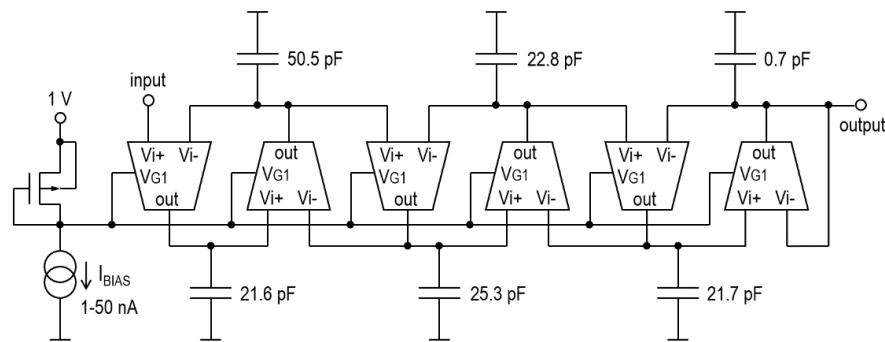 50.5 pF
22.8 pF
0.7 pF
input
1 V
output
Vi+ Vi-
VG1
out
out
VG1
Vi+ Vi-
Vi+ Vi-
VG1
out
out
VG1
Vi+ Vi-
Vi+ Vi-
VG1
out
out
VG1
Vi+ Vi-
IBIAS
1-50 nA
21.6 pF
25.3 pF
21.7 pF